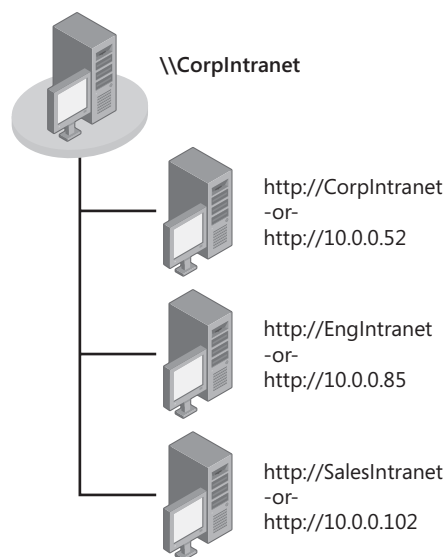 \\CorpIntranet
http://CorpIntranet
-or-
http://10.0.0.52
http://EngIntranet
-or-
http://10.0.0.85
http://SalesIntranet
-or-
http://10.0.0.102